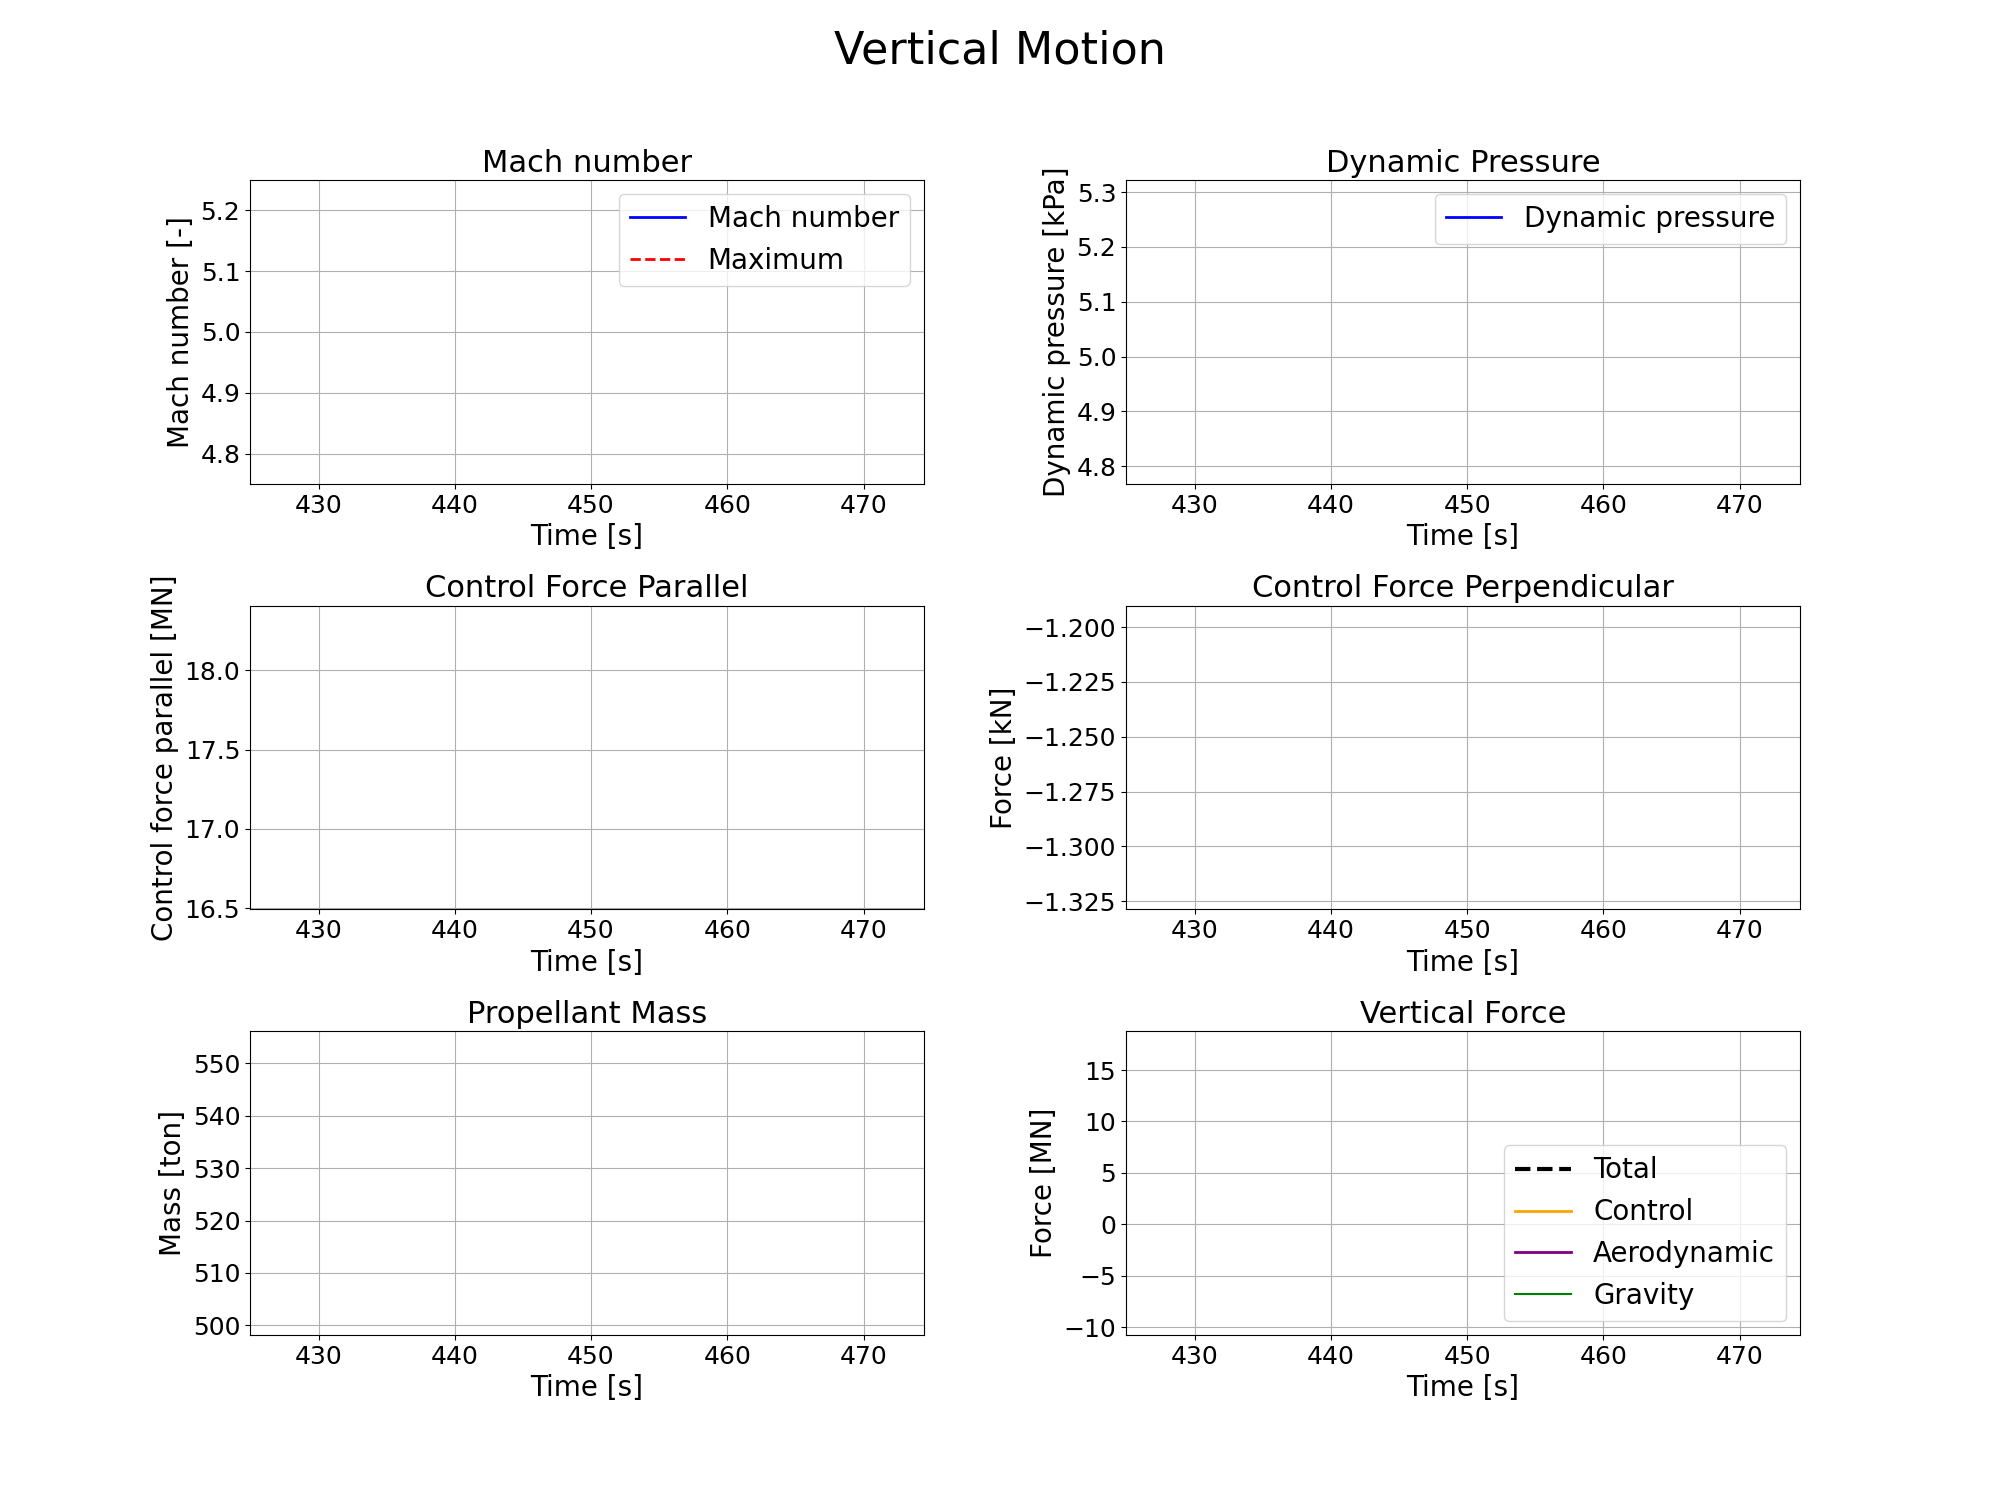 Vertical Motion
Mach number
Mach number [-]
5.2
5.1
5.0
4.9
4.8
Mach number
Maximum
430 440 450 460 470
Time [s]
Dynamic Pressure
Dynamic pressure [kPa]
5.3
5.2
5.1
5.0
4.9
4.8
Dynamic pressure
430 440 450 460 470
Time [s]
Control Force Parallel
Control force parallel [MN]
18.0
17.5
17.0
16.5
430 440 450 460 470
Time [s]
Control Force Perpendicular
Force [kN]
−1.200
−1.225
−1.250
−1.275
−1.300
−1.325
430 440 450 460 470
Time [s]
Propellant Mass
Mass [ton]
550
540
530
520
510
500
430 440 450 460 470
Time [s]
Vertical Force
Force [MN]
15
10
5
0
−5
−10
Total
Control
Aerodynamic
Gravity
430 440 450 460 470
Time [s]